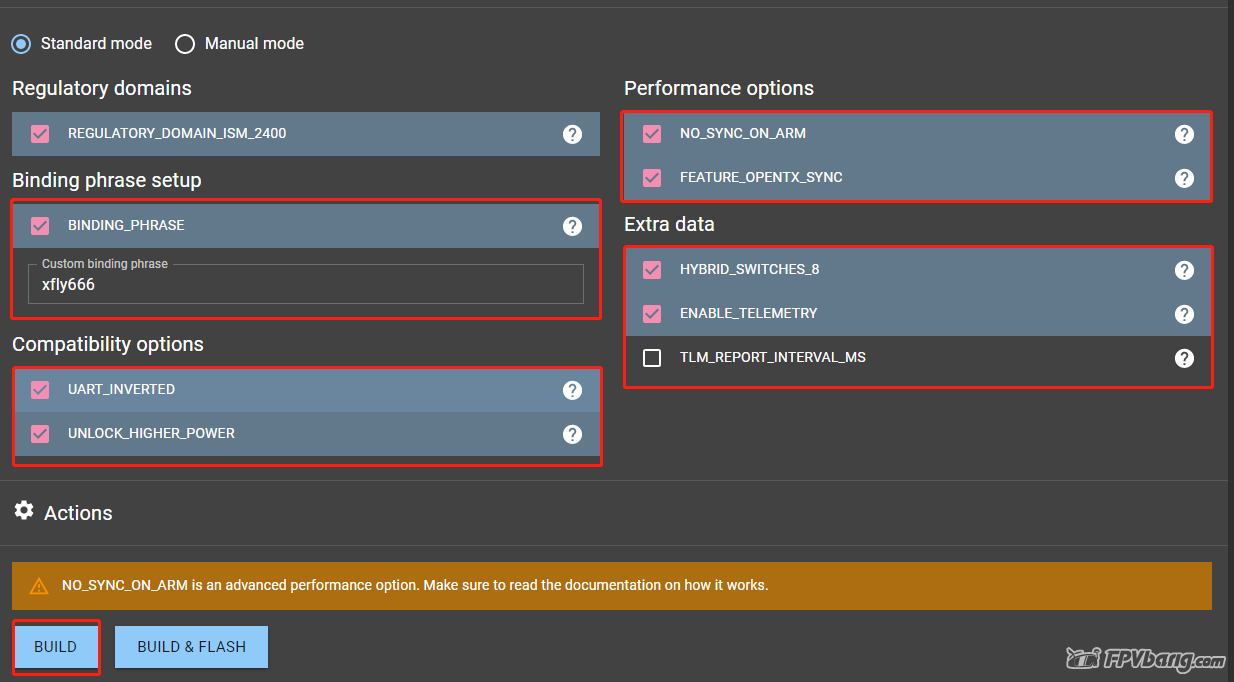 Standard mode
Manual mode
Regulatory domains
REGULATORY_DOMAIN_ISM_2400
Binding phrase setup
BINDING_PHRASE
Custom binding phrase
xfly666
Compatibility options
UART_INVERTED
UNLOCK_HIGHER_POWER
Performance options
NO_SYNC_ON_ARM
FEATURE_OPENTX_SYNC
Extra data
HYBRID_SWITCHES_8
ENABLE_TELEMETRY
TLM_REPORT_INTERVAL_MS
Actions
NO_SYNC_ON_ARM is an advanced performance option. Make sure to read the documentation on how it works.
BUILD
BUILD & FLASH
FPVbang.com